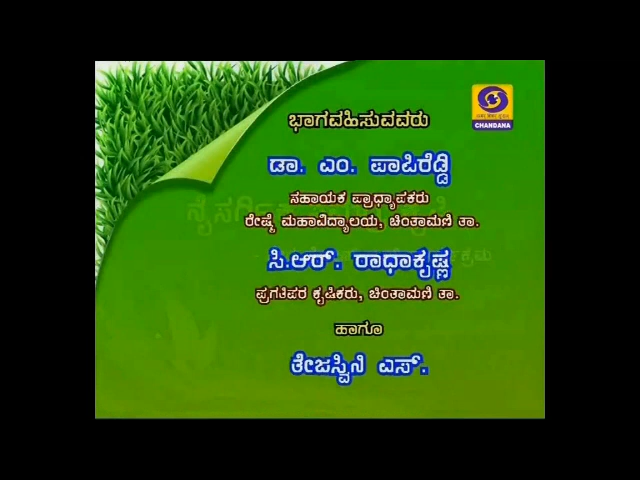 ಭಾಗವಹಿಸುವವರು
ಡಾ. ಎಂ. ಪಾಪಿರೆಡ್ಡಿ
ಸಹಾಯಕ ಪ್ರಾಧ್ಯಾಪಕರು
ರೇಷ್ಮೆ ಮಹಾವಿದ್ಯಾಲಯ, ಚಿಂತಾಮಣಿ ತಾ.
ಸಿ.ಆರ್. ರಾಧಾಕೃಷ್ಣ
ಪ್ರಗತಿಪರ ಕೃಷಿಕರು, ಚಿಂತಾಮಣಿ ತಾ.
ಹಾಗೂ
ತೇಜಸ್ವಿನಿ ಎಸ್.
CHANDANA